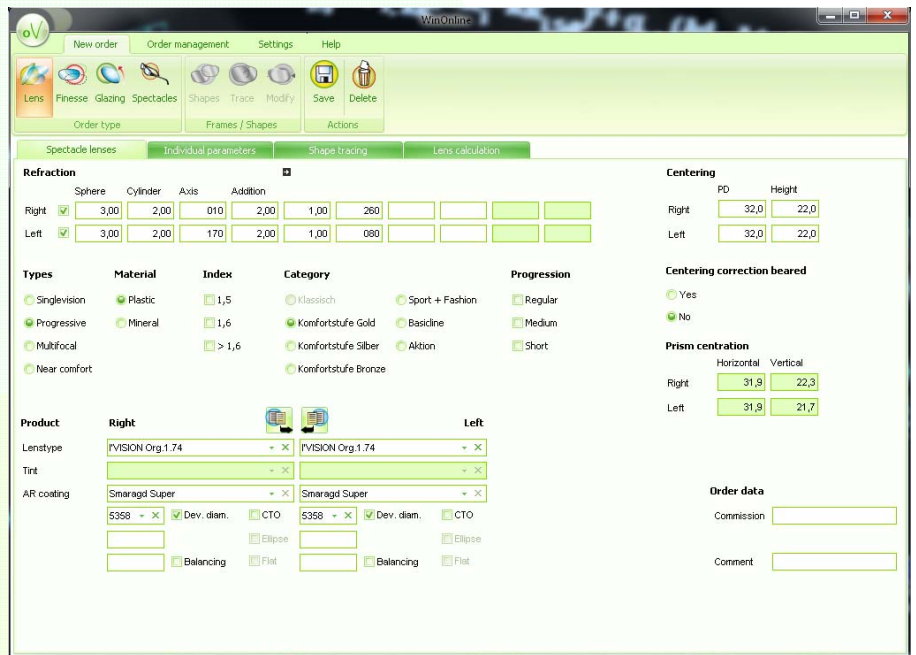 WinOnline
oV
New order Order management Settings Help
Lens Finesse Glazing Spectacles Shapes Trace Modify Save Delete
Order type Frames / Shapes Actions
Spectacle lenses Individual parameters Shape tracing Lens calculation
Refraction Centering
Sphere Cylinder Axis Addition PD Height
Right 3,00 2,00 010 2,00 1,00 260 Right 32,0 22,0
Left 3,00 2,00 170 2,00 1,00 080 Left 32,0 22,0
Types Material Index Category Progression Centering correction beared
Singlevision Plastic 1,5 Klassisch Sport + Fashion Regular Yes
Progressive Mineral 1,6 Komfortstufe Gold Basicline Medium No
Multifocal > 1,6 Komfortstufe Silber Aktion Short Prism centration
Near comfort Komfortstufe Bronze Horizontal Vertical
Right 31,9 22,3
Left 31,9 21,7
Product Right Left
Lenstype I'VISION Org.1.74 I'VISION Org.1.74
Tint
AR coating Smaragd Super Smaragd Super Order data
5358 Dev. diam. CTO 5358 Dev. diam. CTO Commission
Ellipse Ellipse
Balancing Flat Balancing Flat Comment